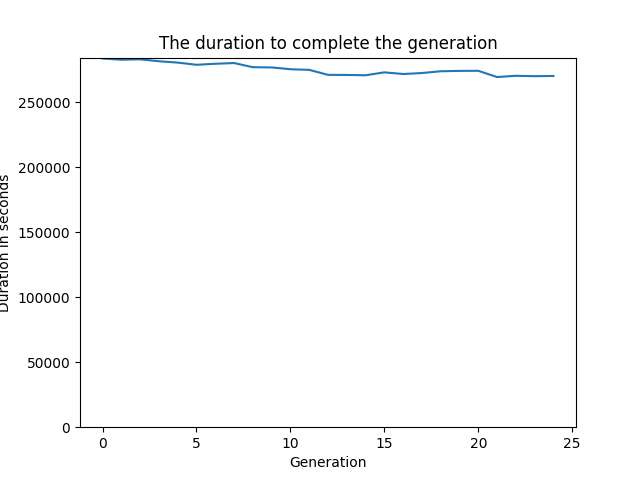 The duration to complete the generation
250000
200000
150000
100000
50000
0
Duration in seconds
0 5 10 15 20 25
Generation